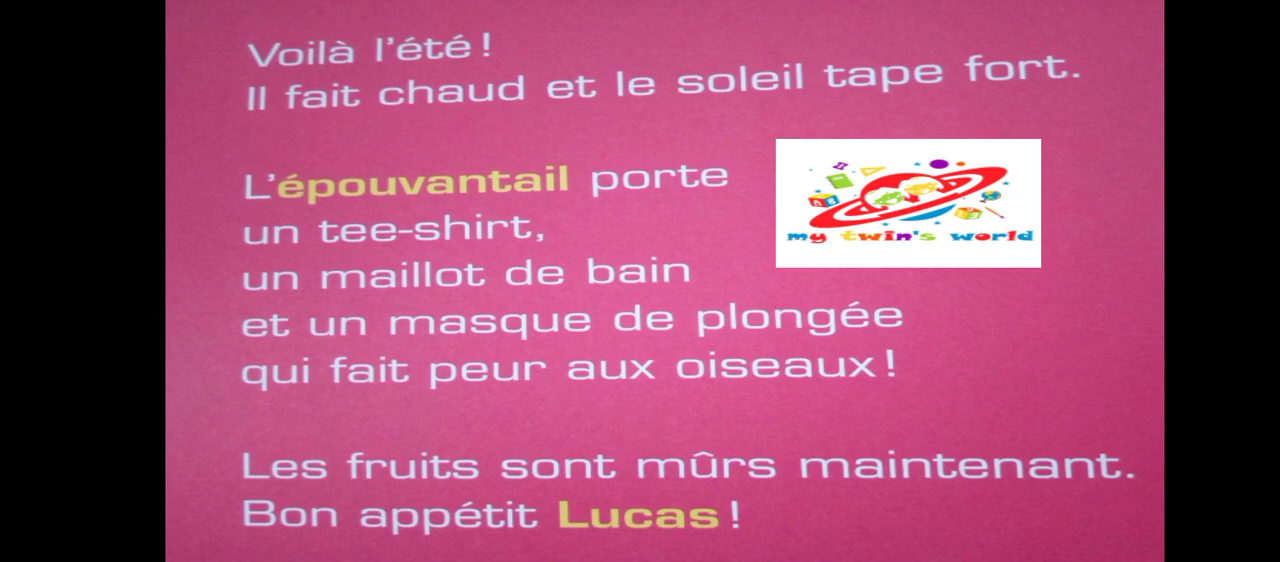 Voilà l'été !
Il fait chaud et le soleil tape fort.
L'épouvantail porte
un tee-shirt,
un maillot de bain
et un masque de plongée
qui fait peur aux oiseaux !
Les fruits sont mûrs maintenant.
Bon appétit Lucas !
my twin's world